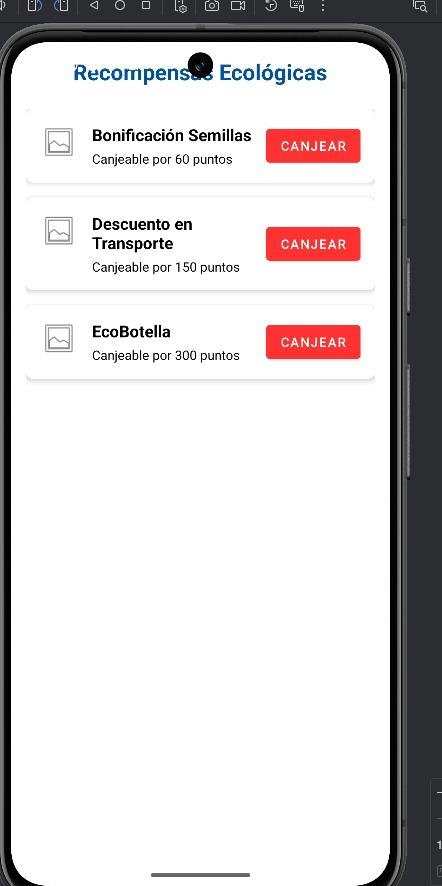 Recompensas Ecológicas
Bonificación Semillas
Canjeable por 60 puntos
CANJEAR
Descuento en
Transporte
Canjeable por 150 puntos
CANJEAR
EcoBotella
Canjeable por 300 puntos
CANJEAR